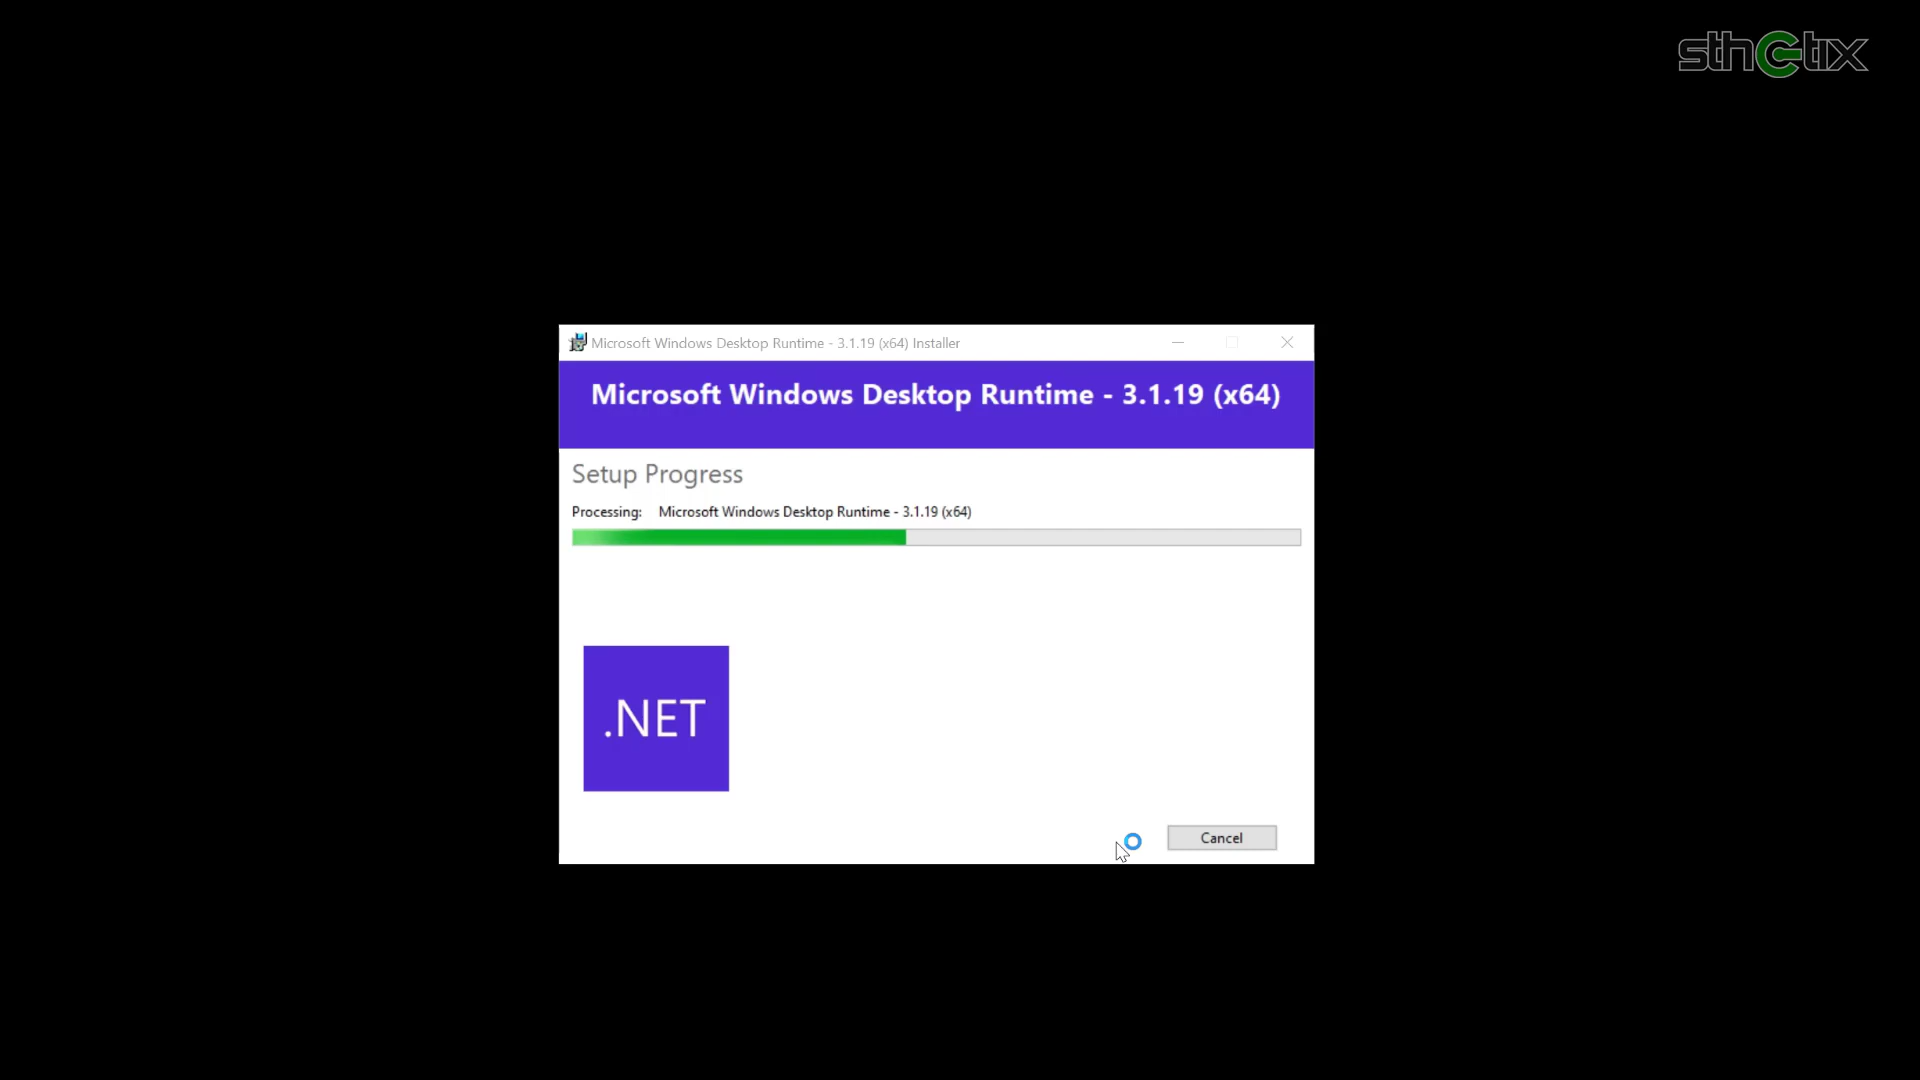 sthetix
Microsoft Windows Desktop Runtime - 3.1.19 (x64) Installer
Microsoft Windows Desktop Runtime - 3.1.19 (x64)
Setup Progress
Processing: Microsoft Windows Desktop Runtime - 3.1.19 (x64)
.NET
Cancel